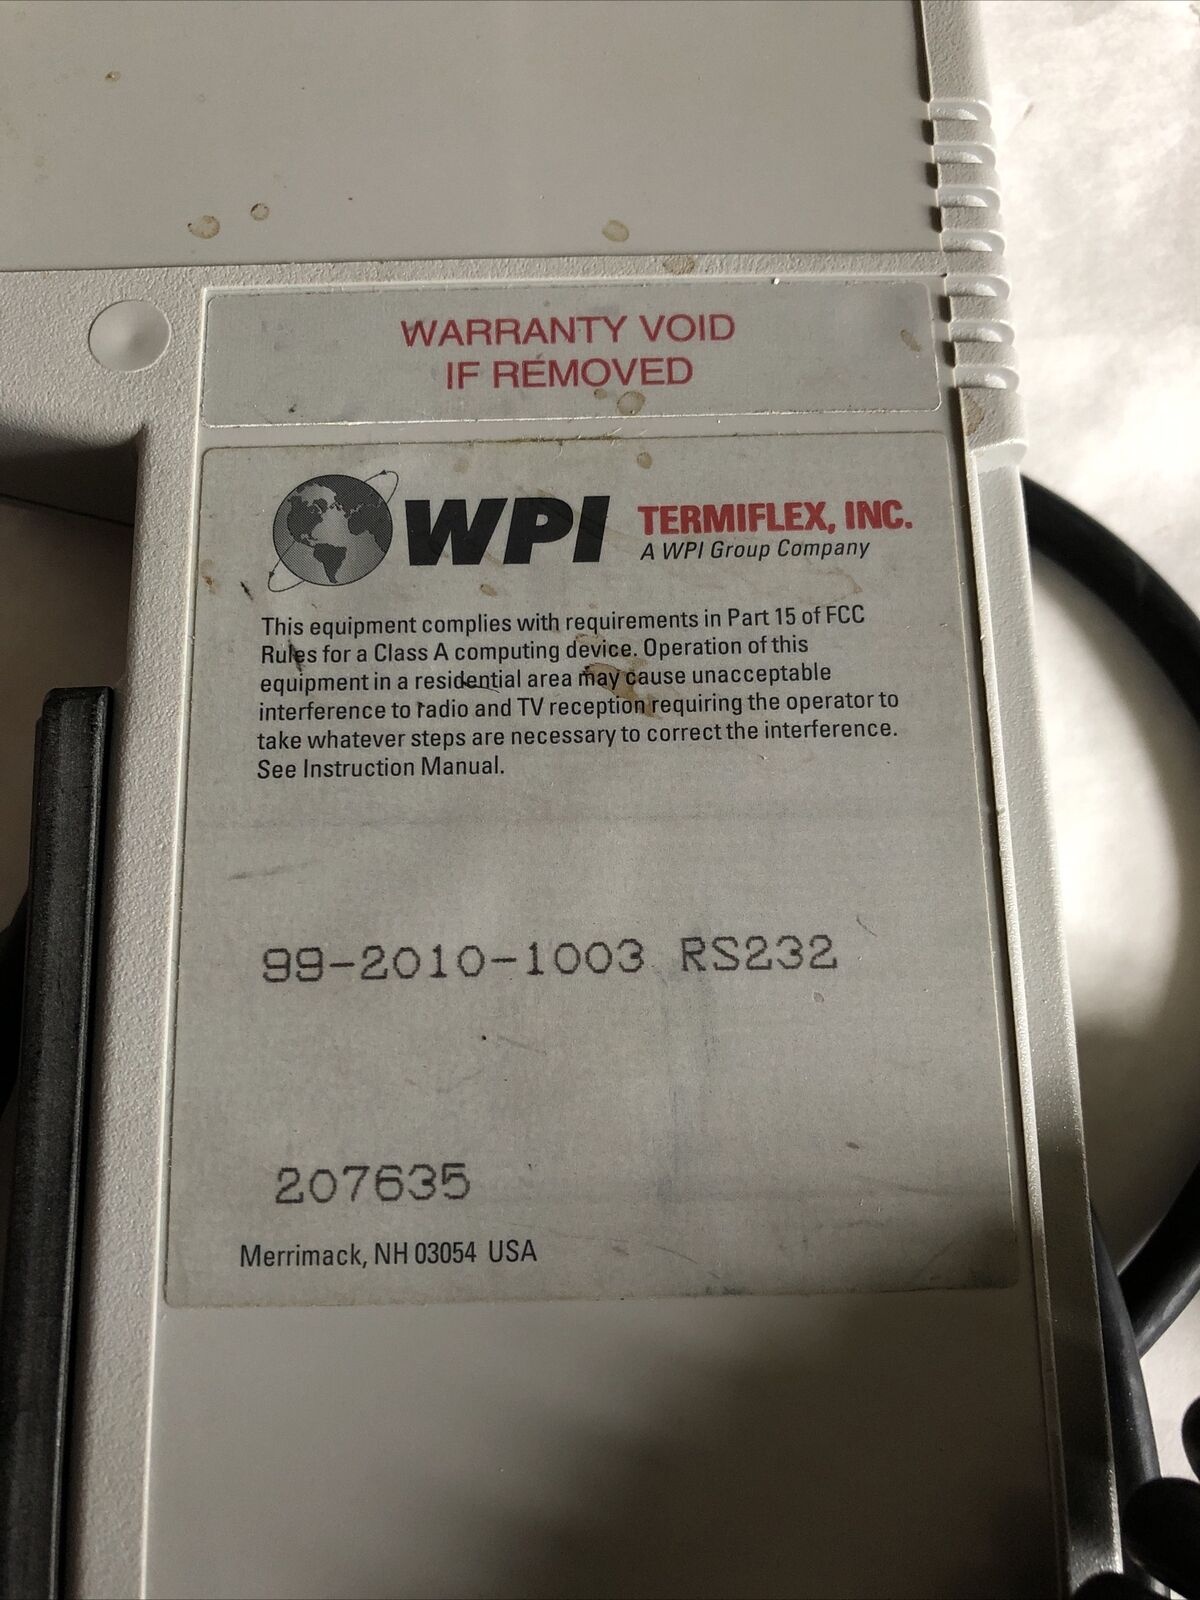 WARRANTY VOID
IF REMOVED
WPI TERMIFLEX, INC.
A WPI Group Company
This equipment complies with requirements in Part 15 of FCC
Rules for a Class A computing device. Operation of this
equipment in a residential area may cause unacceptable
interference to radio and TV reception requiring the operator to
take whatever steps are necessary to correct the interference.
See Instruction Manual.
99-2010-1003 RS232
207635
Merrimack, NH 03054 USA